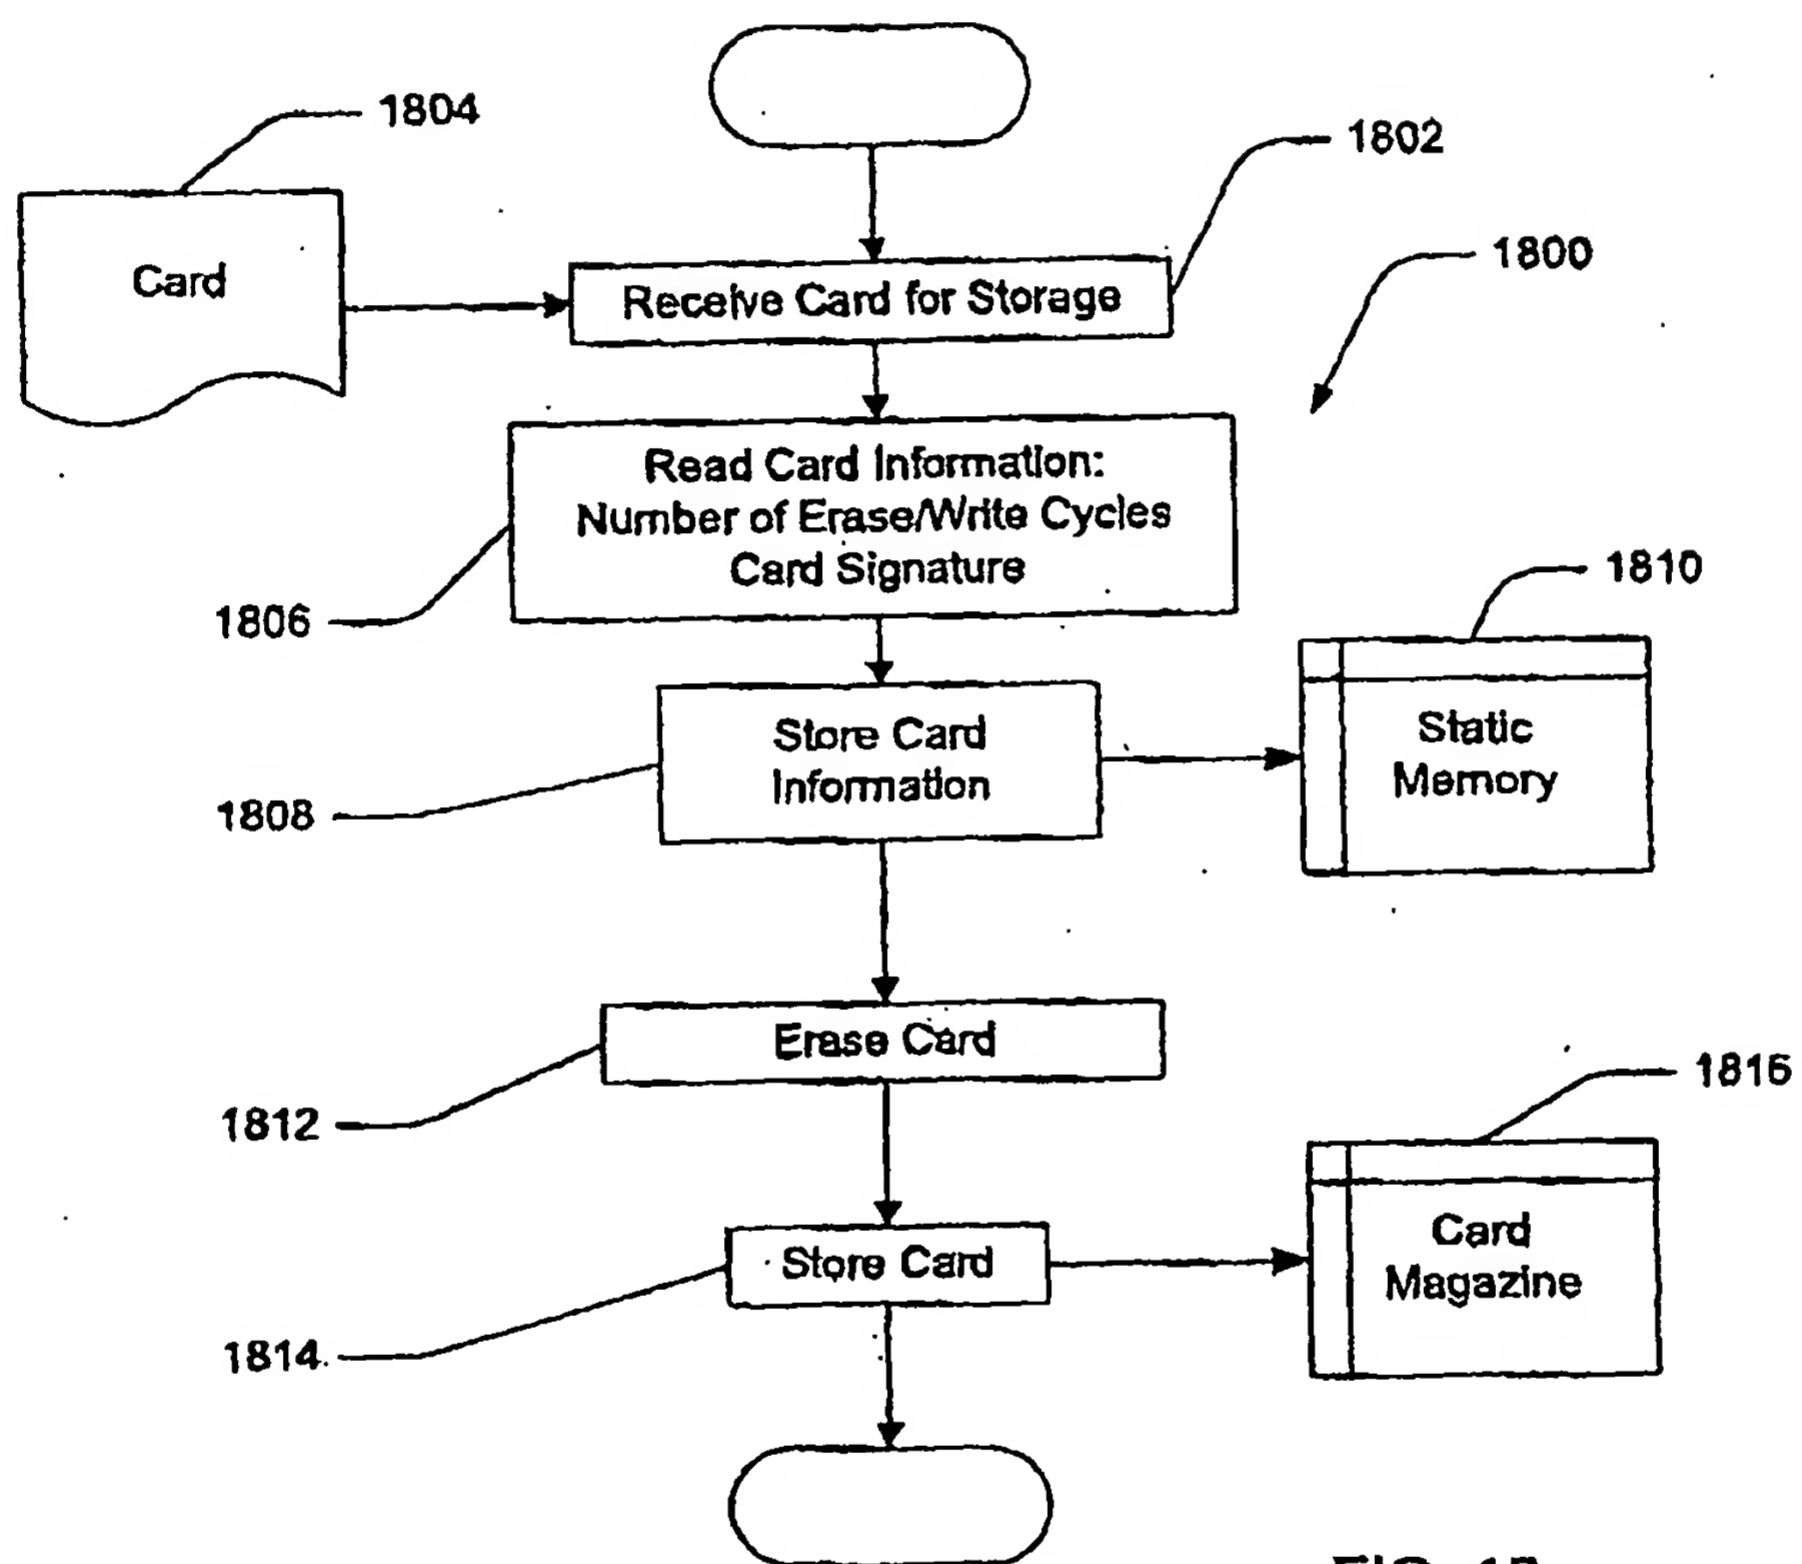 1804
1802
1800
Card
Receive Card for Storage
Read Card Information:
Number of Erase/Write Cycles
Card Signature
1806
1810
Store Card
Information
Static
Memory
1808
Erase Card
1812
1816
Store Card
Card
Magazine
1814